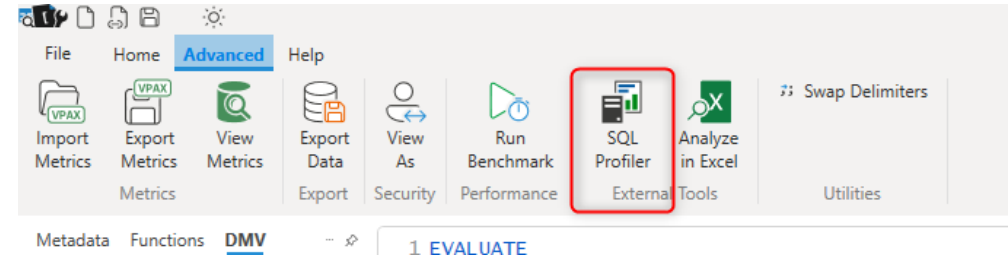 File Home Advanced Help
VPAX VPAX
Import Export View Export View Run SQL Analyze ;; Swap Delimiters
Metrics Metrics Metrics Data As Benchmark Profiler in Excel
Metrics Export Security Performance External Tools Utilities
Metadata Functions DMV
1 EVALUATE